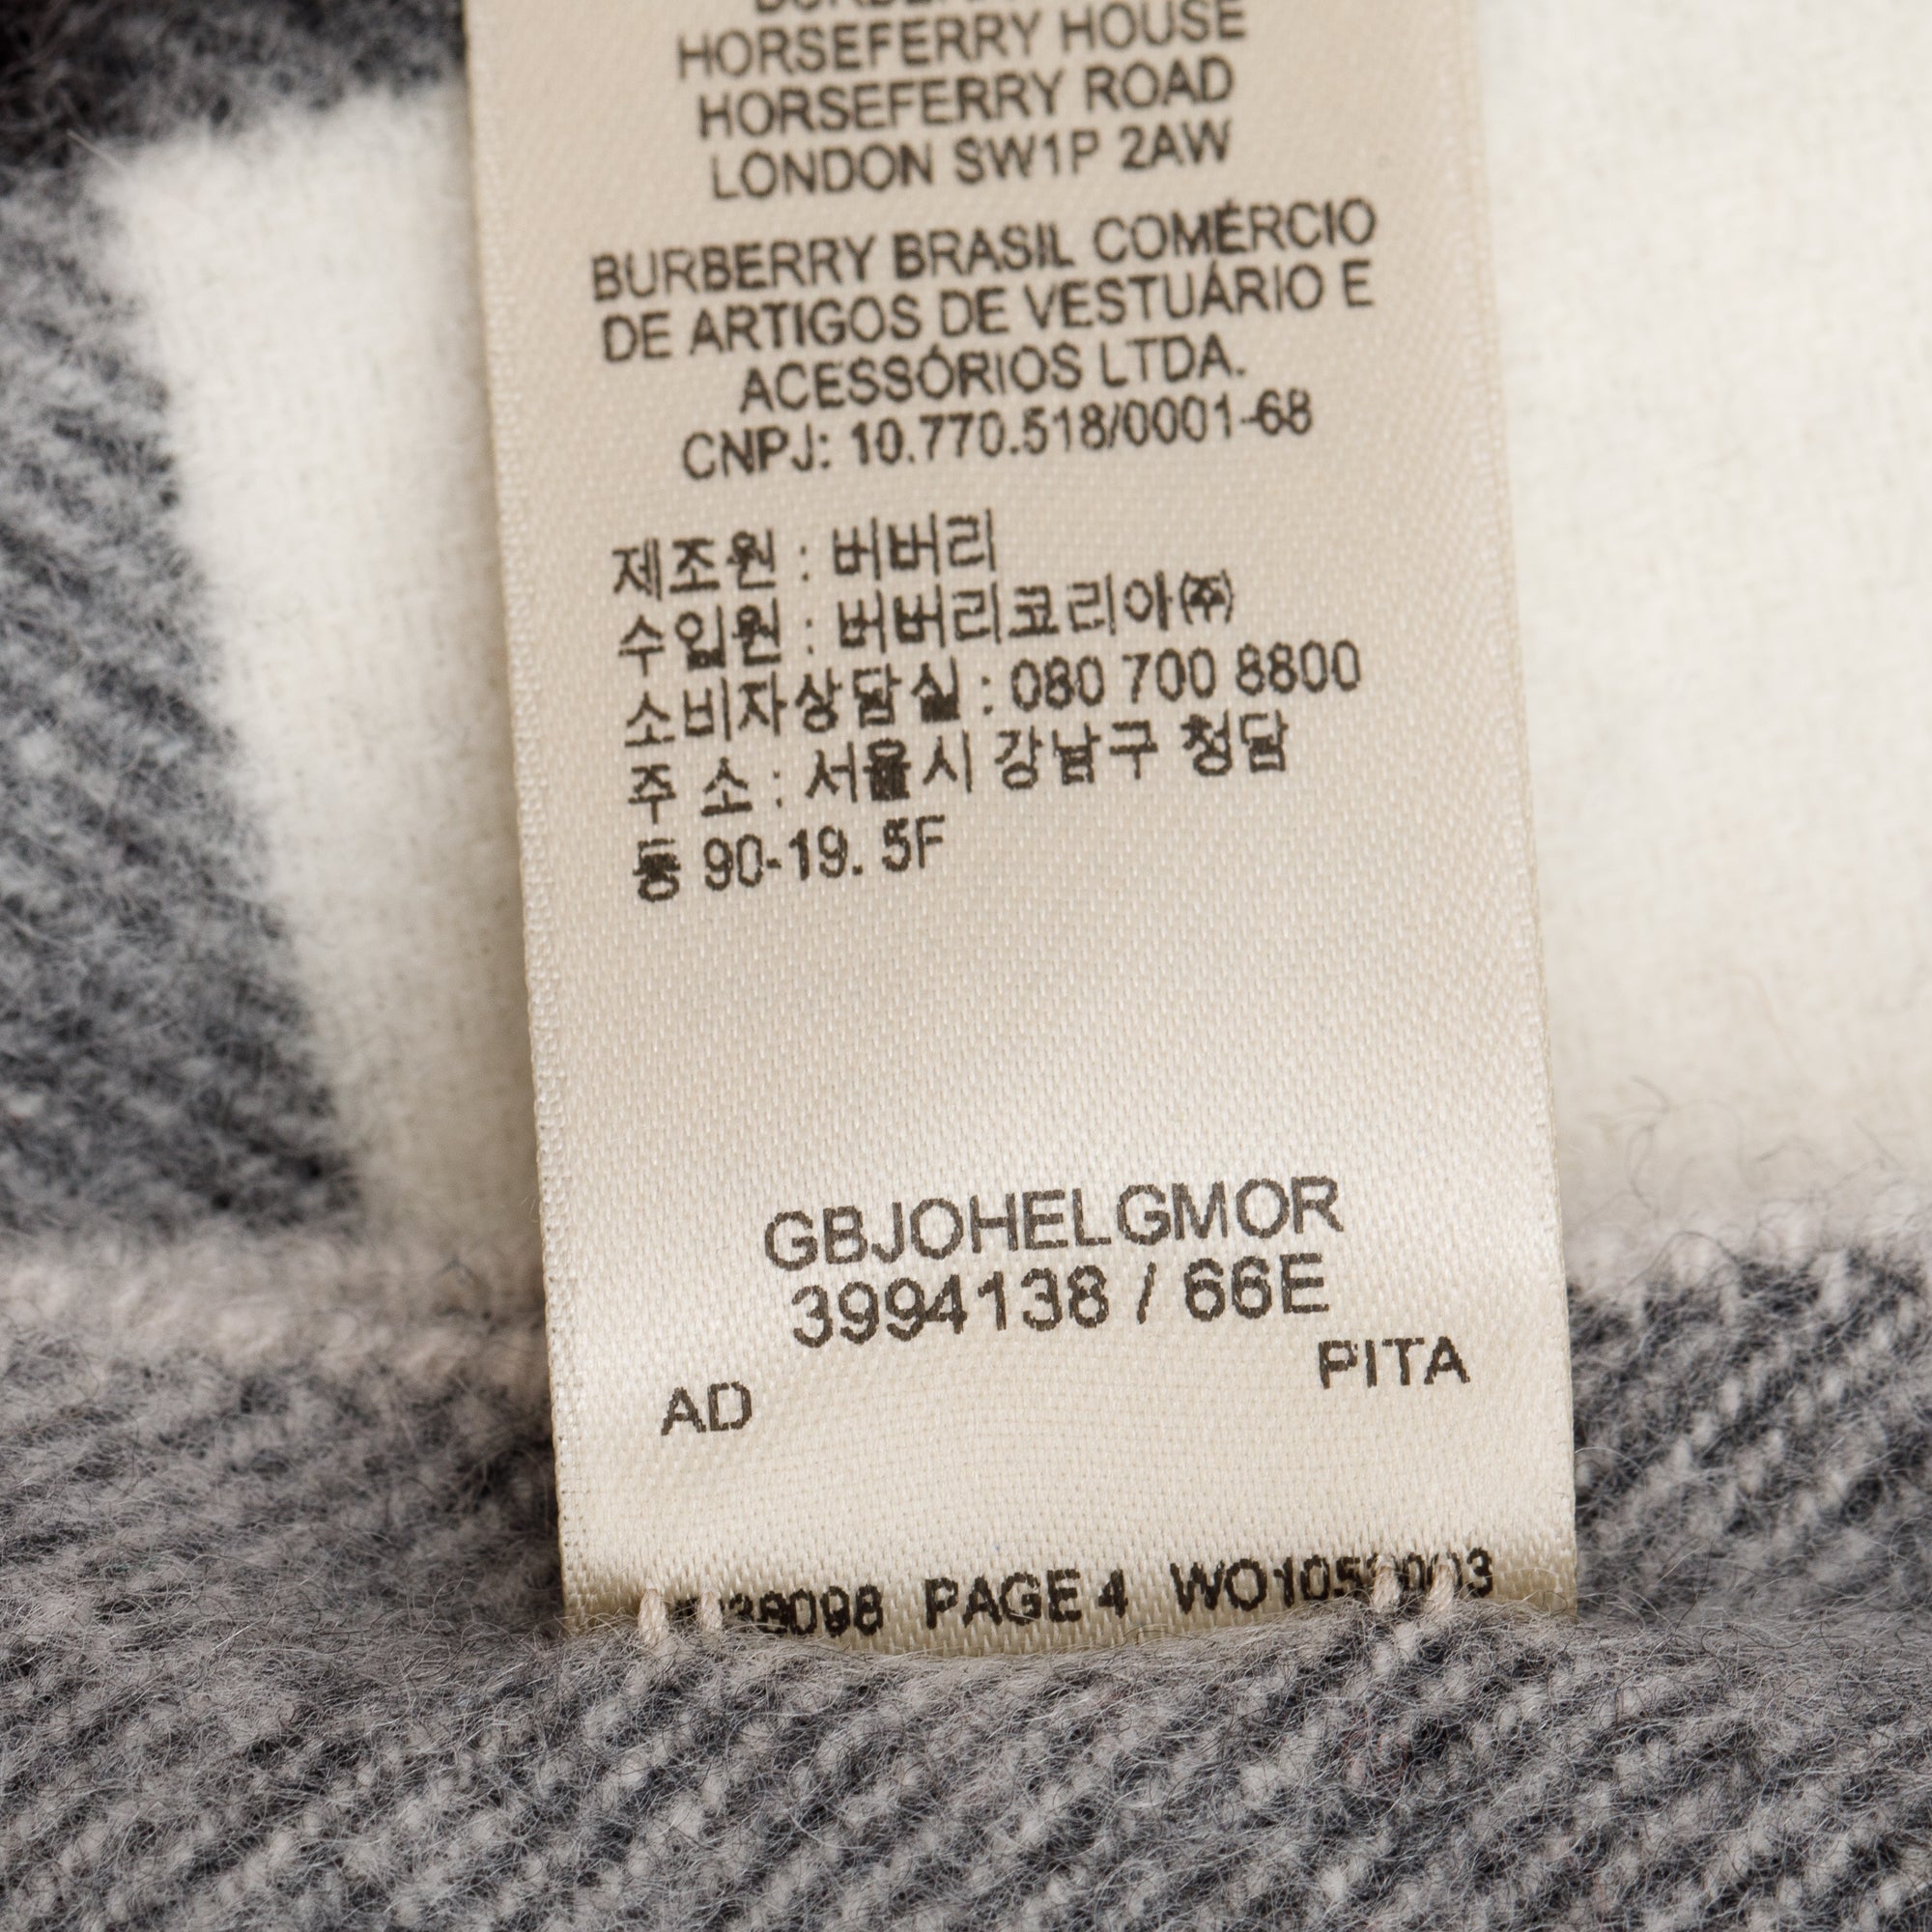 HORSEFERRY HOUSE
HORSEFERRY ROAD
LONDON SW1P 2AW
BURBERRY BRASIL COMÉRCIO
DE ARTIGOS DE VESTUÁRIO E
ACESSÓRIOS LTDA.
CNPJ: 10.770.518/0001-68
제조원 : 버버리
수입원 : 버버리코리아㈜
소비자상담실 : 080 700 8800
주 소 : 서울시 강남구 청담
동 90-19. 5F
GBJOHELGMOR
3994138 / 66E
PITA
AD
PAGE 4